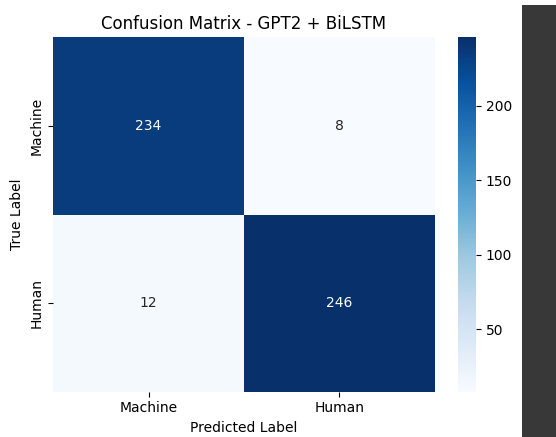 Confusion Matrix - GPT2 + BiLSTM
True Label
Machine
Human
234
8
12
246
Machine
Human
Predicted Label
200
150
100
50